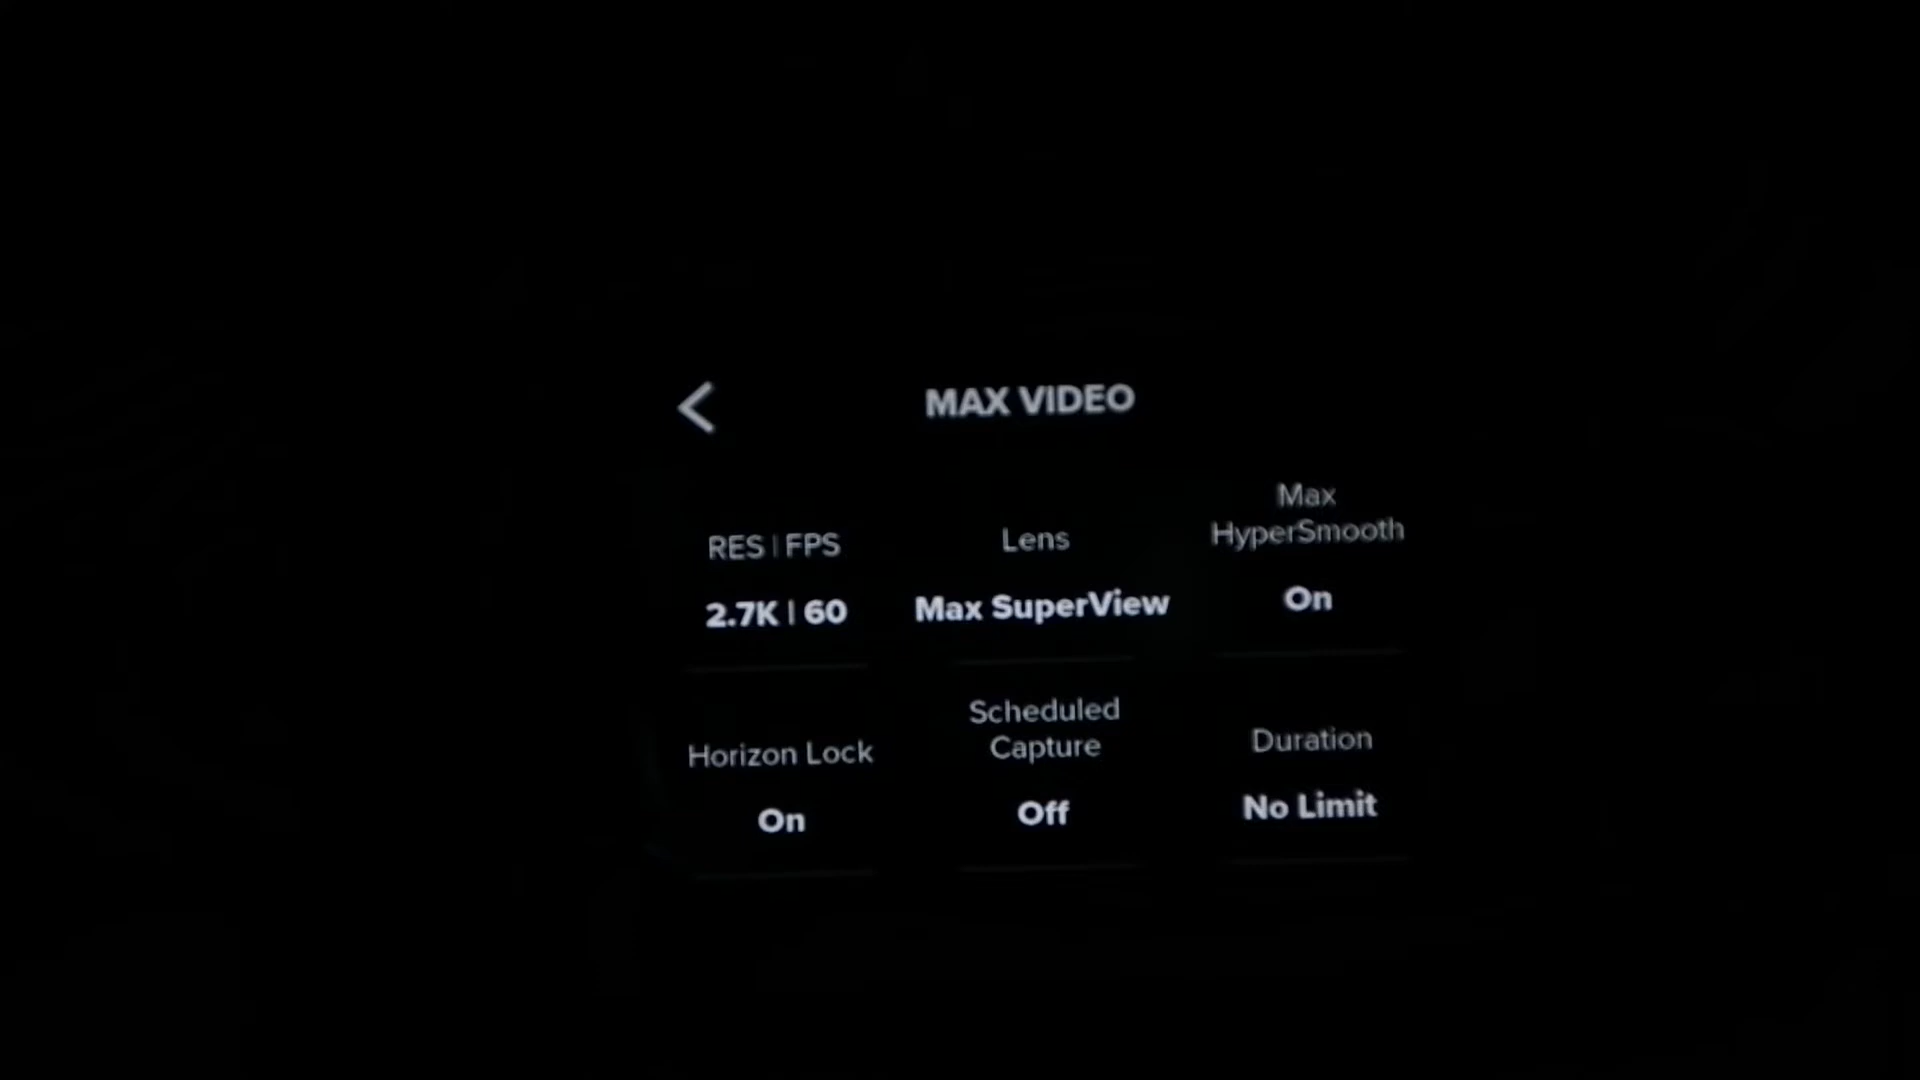 MAX VIDEO
RES | FPS
2.7K | 60
Lens
Max SuperView
Max
HyperSmooth
On
Horizon Lock
On
Scheduled
Capture
Off
Duration
No Limit